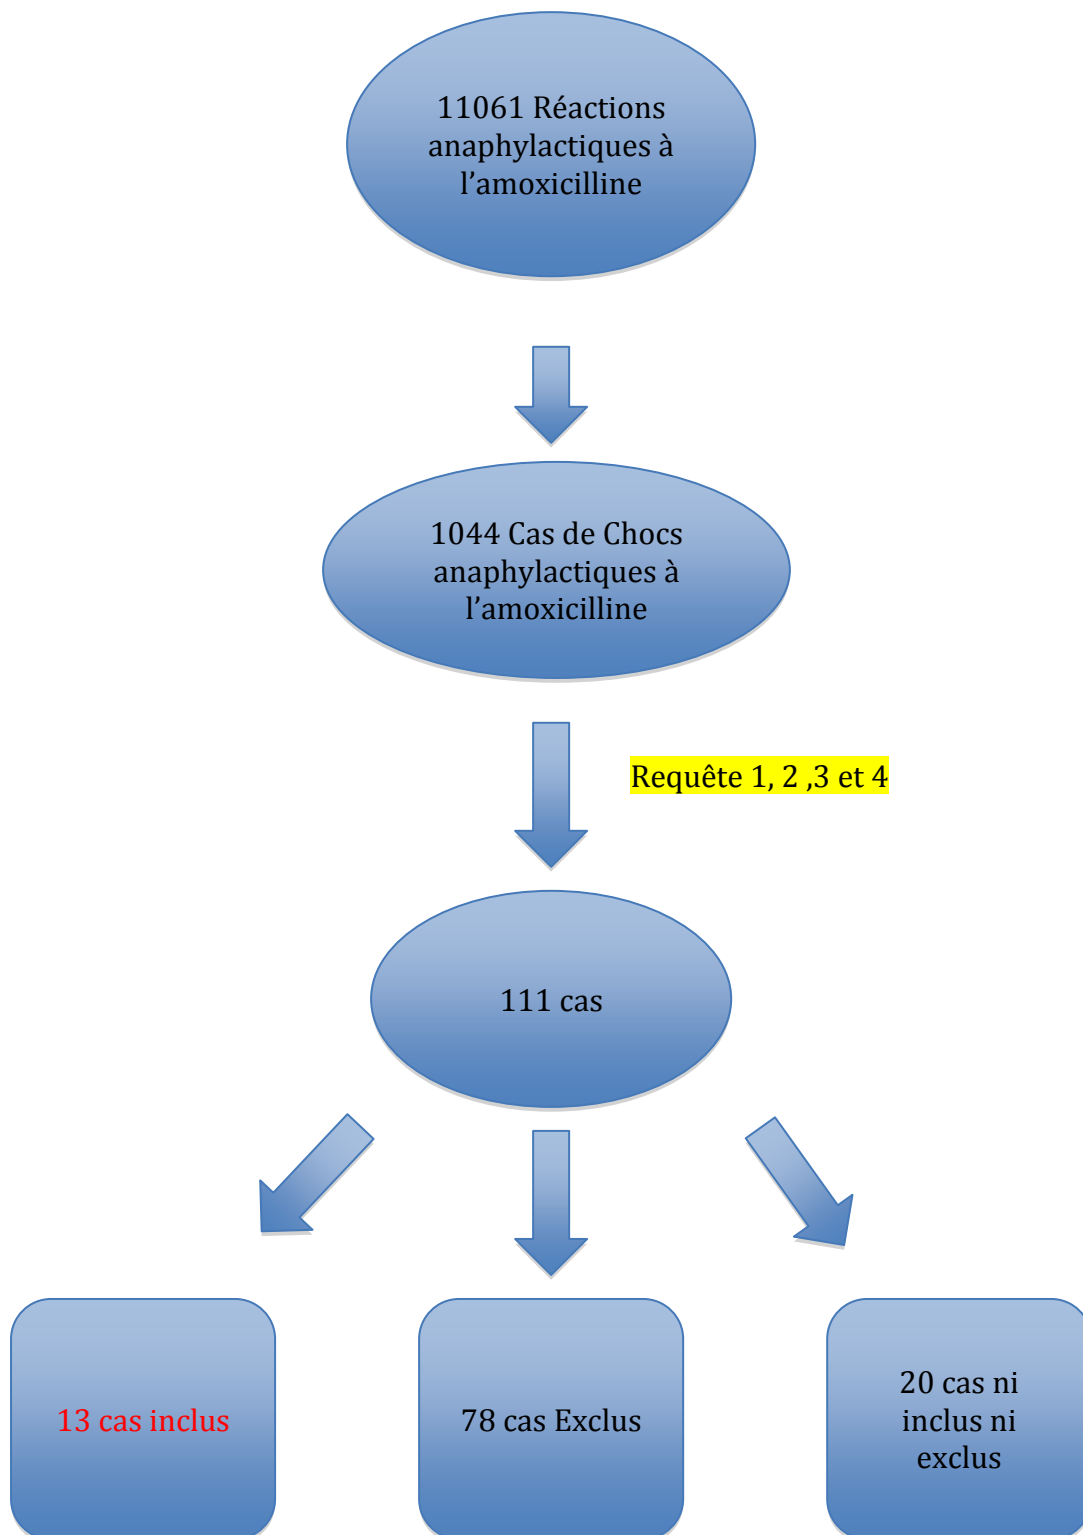 11061 Réactions
anaphylactiques à
l’amoxicilline
1044 Cas de Chocs
anaphylactiques à
l’amoxicilline
Requête 1, 2 ,3 et 4
111 cas
13 cas inclus
78 cas Exclus
20 cas ni
inclus ni
exclus